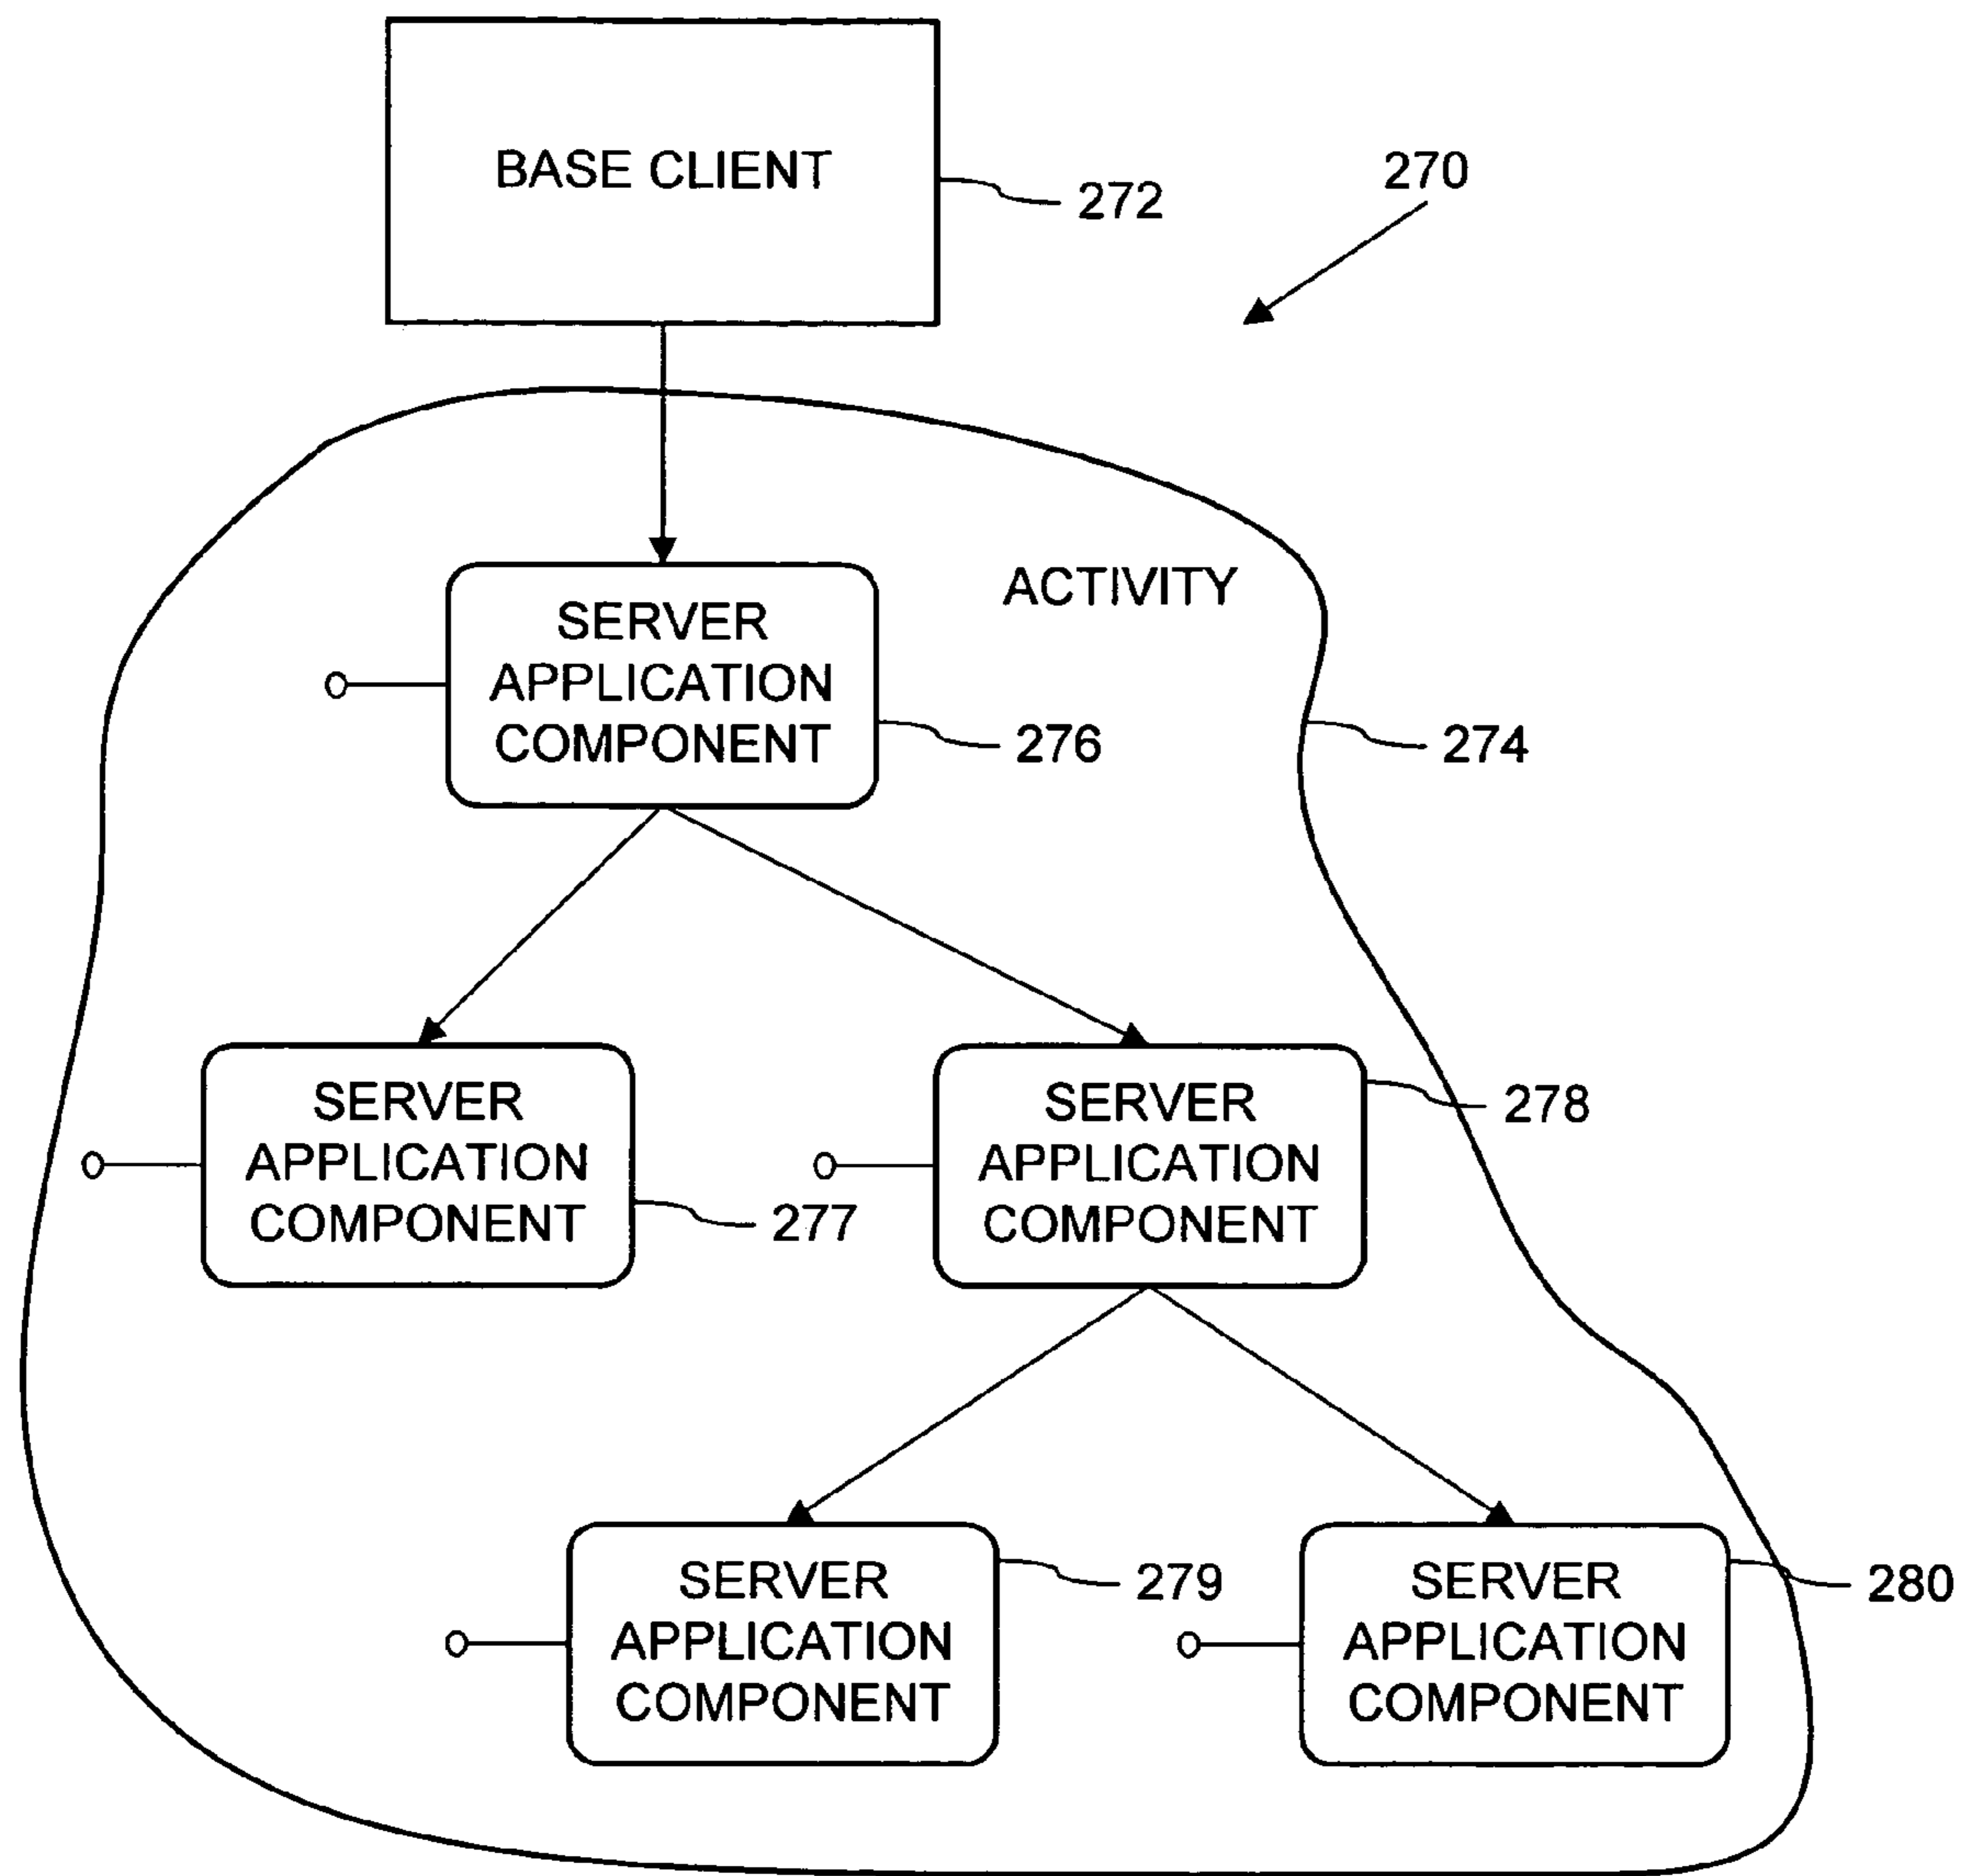 BASE CLIENT
272
270
ACTIVITY
SERVER
APPLICATION
COMPONENT
276
274
SERVER
APPLICATION
COMPONENT
277
SERVER
APPLICATION
COMPONENT
278
SERVER
APPLICATION
COMPONENT
279
SERVER
APPLICATION
COMPONENT
280